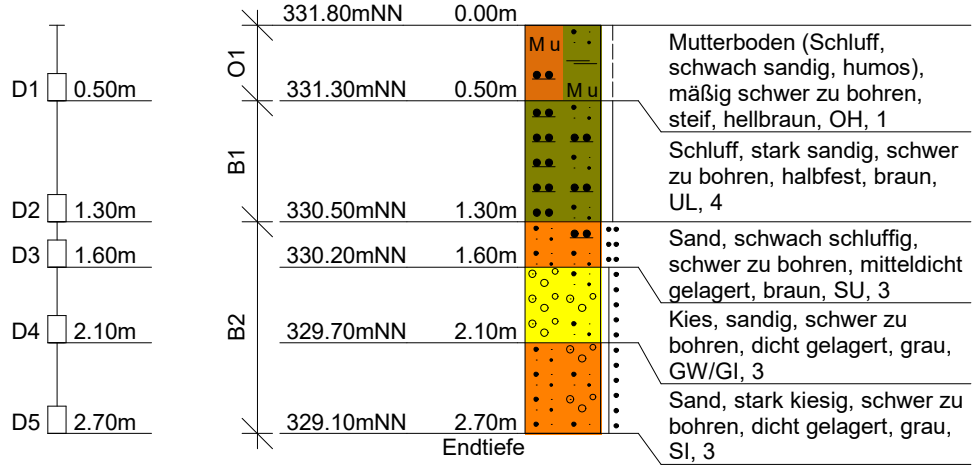 331.80mNN 0.00m
O1
M u
M u
Mutterboden (Schluff,
schwach sandig, humos),
mäßig schwer zu bohren,
steif, hellbraun, OH, 1
D1 0.50m
331.30mNN 0.50m
B1
Schluff, stark sandig, schwer
zu bohren, halbfest, braun,
UL, 4
D2 1.30m
330.50mNN 1.30m
Sand, schwach schluffig,
schwer zu bohren, mitteldicht
gelagert, braun, SU, 3
D3 1.60m
330.20mNN 1.60m
B2
Kies, sandig, schwer zu
bohren, dicht gelagert, grau,
GW/GI, 3
D4 2.10m
329.70mNN 2.10m
Sand, stark kiesig, schwer zu
bohren, dicht gelagert, grau,
SI, 3
D5 2.70m
329.10mNN 2.70m
Endtiefe